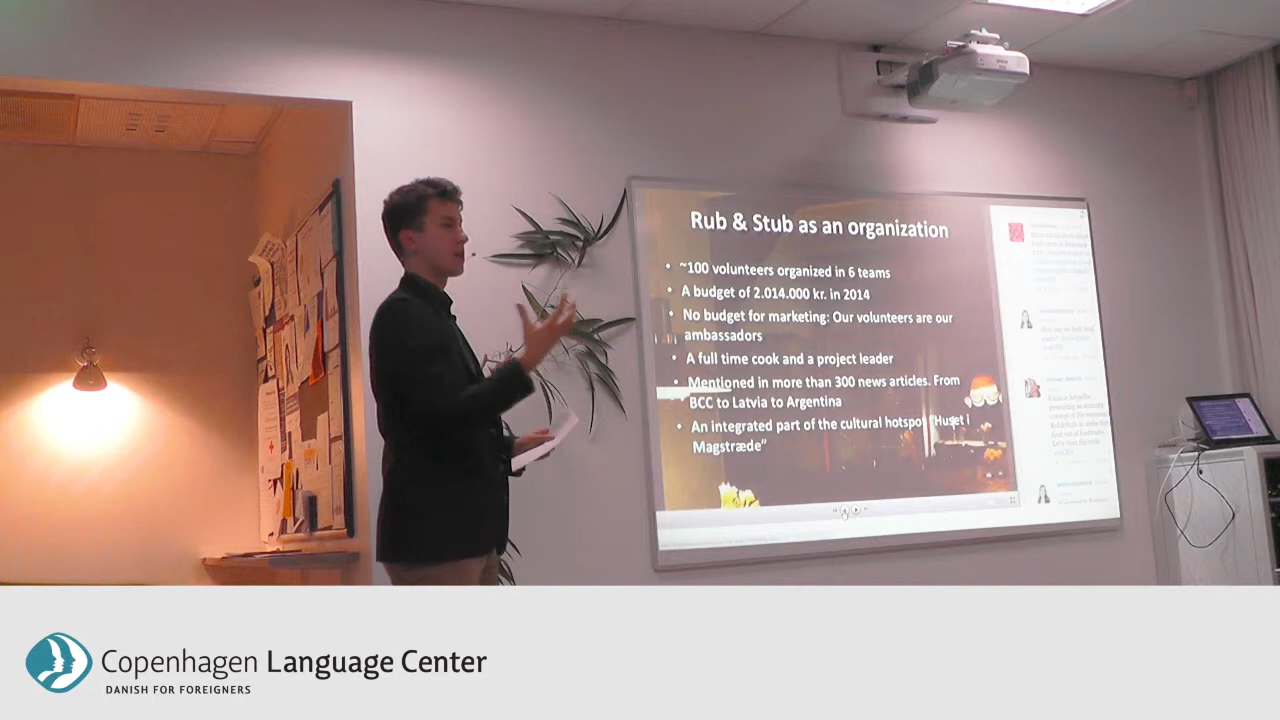 Rub & Stub as an organization
• ~100 volunteers organized in 6 teams
• A budget of 2.014.000 kr. in 2014
• No budget for marketing: Our volunteers are our
ambassadors
• A full time cook and a project leader
• Mentioned in more than 300 news articles. From
BCC to Latvia to Argentina
• An integrated part of the cultural hotspot "Huset i
Magstræde"
Copenhagen Language Center
DANISH FOR FOREIGNERS